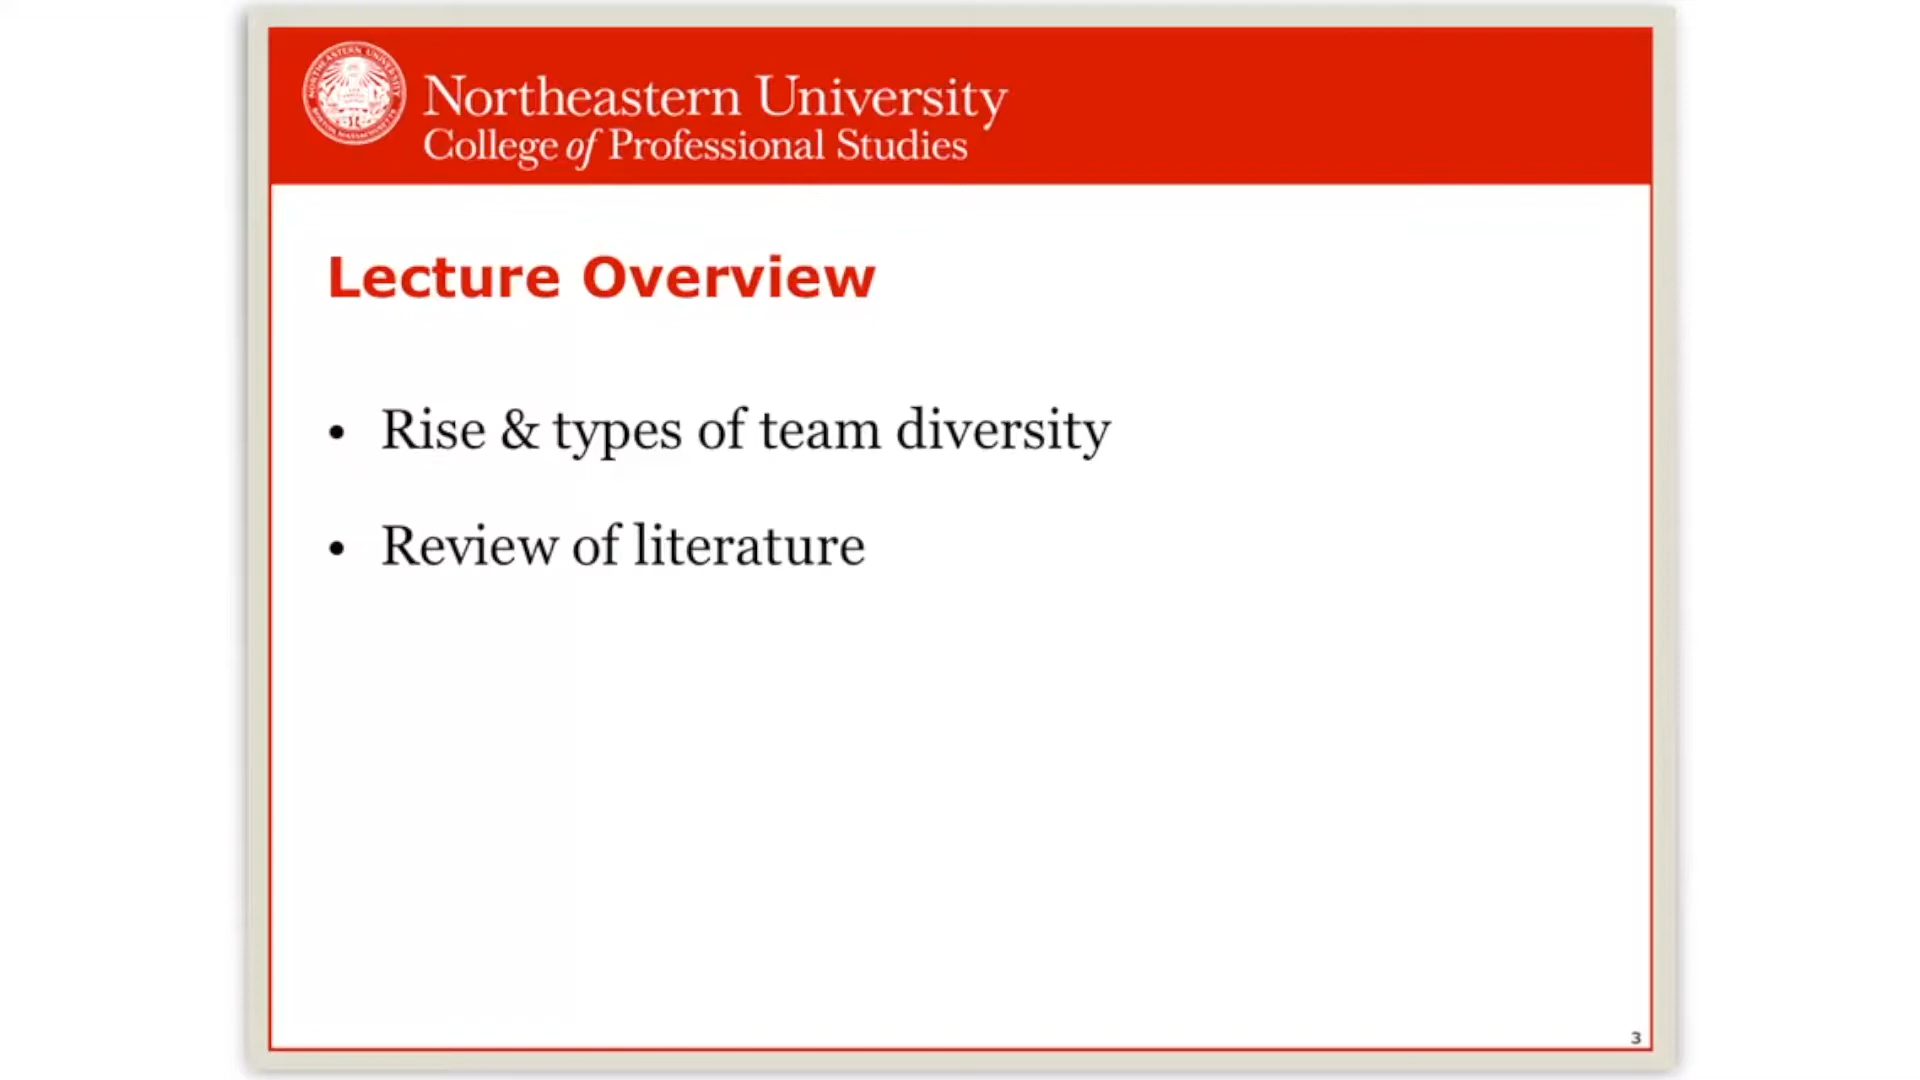 Northeastern University
College of Professional Studies
Lecture Overview
• Rise & types of team diversity
• Review of literature
3